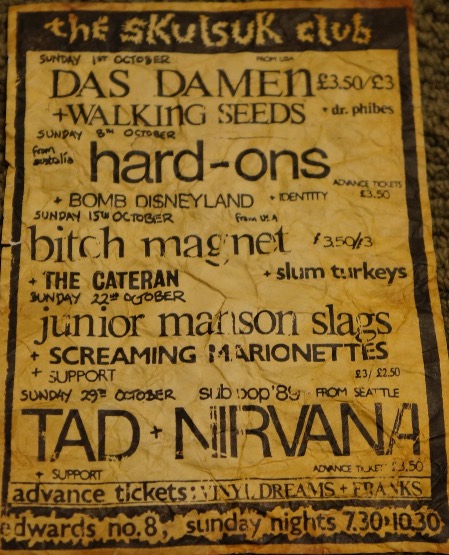 the SKulSuK club
SUNDAY 1ST OCTOBER FROM USA
DAS DAMEN £3.50/£3
+WALKING SEEDS • dr. phibes
SUNDAY 8TH OCTOBER
from australia hard-ons
ADVANCE TICKETS
+ BOMB DISNEYLAND + IDENTITY £3.50
SUNDAY 15TH OCTOBER from USA
bitch magnet £3.50/£3
+ THE CATERAN + slum turkeys
SUNDAY 22ND OCTOBER
junior manson slags
+ SCREAMING MARIONETTES
+ SUPPORT £3/£2.50
SUNDAY 29TH OCTOBER sub pop '89 FROM SEATTLE
TAD + NIRVANA
+ SUPPORT ADVANCE TICKET £3.50
advance tickets: VINYL DREAMS + FRANKS
edwards no. 8, sunday nights 7.30-10.30